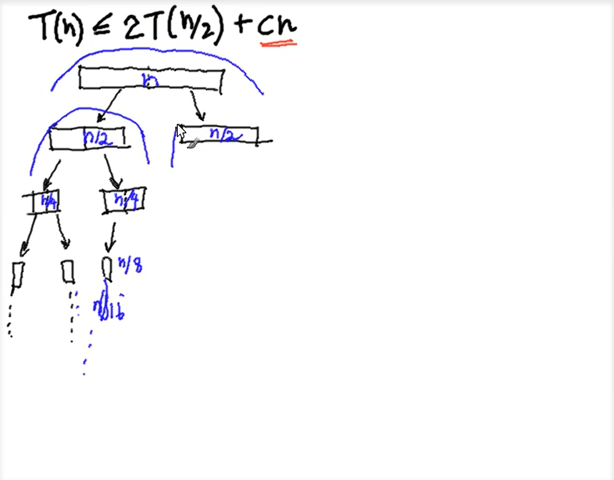 T(n) ≤ 2T(n/2) + cn
n
n/2 n/2
n/4 n/4
n/8
n/16